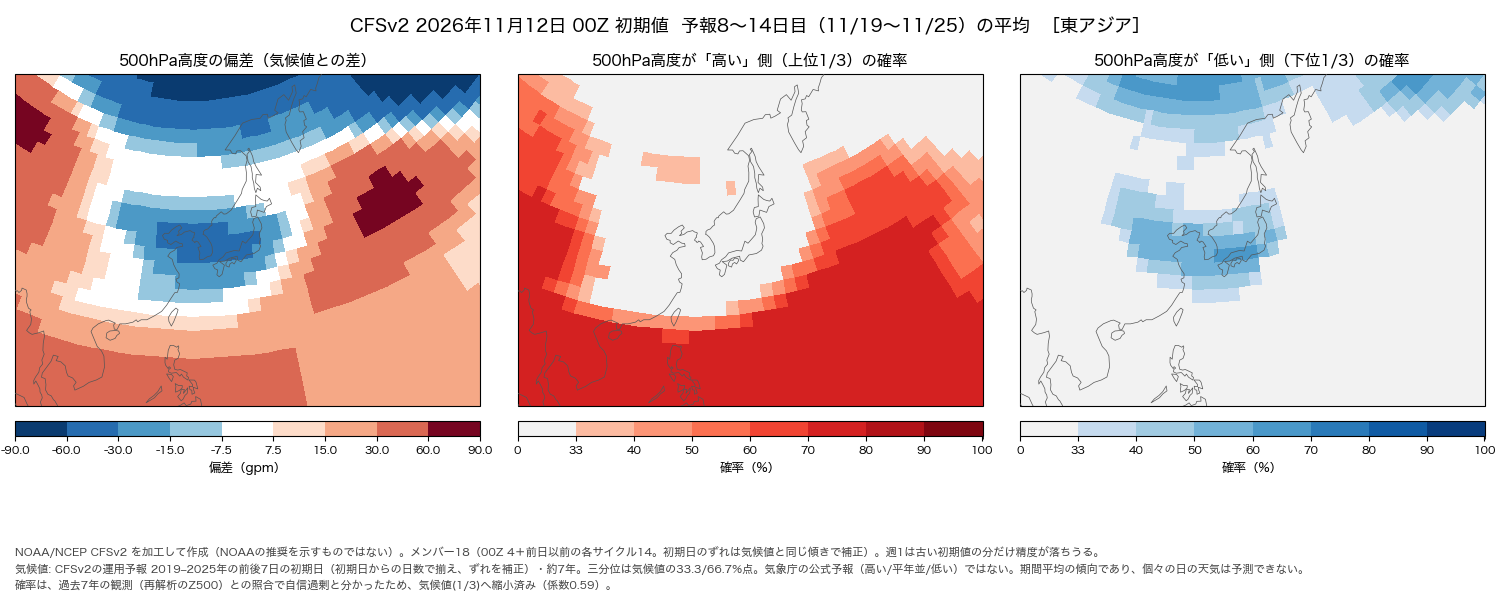 CFSv2 2026年11月12日 00Z 初期値 予報8～14日目（11/19～11/25）の平均 ［東アジア］
500hPa高度の偏差（気候値との差）
500hPa高度が「高い」側（上位1/3）の確率
500hPa高度が「低い」側（下位1/3）の確率
-90.0 -60.0 -30.0 -15.0 -7.5 7.5 15.0 30.0 60.0 90.0
偏差（gpm）
0 33 40 50 60 70 80 90 100
確率（%）
0 33 40 50 60 70 80 90 100
確率（%）
NOAA/NCEP CFSv2 を加工して作成（NOAAの推奨を示すものではない）。メンバー18（00Z 4＋前日以前の各サイクル14。初期日のずれは気候値と同じ傾きで補正）。週1は古い初期値の分だけ精度が落ちうる。
気候値: CFSv2の運用予報 2019–2025年の前後7日の初期日（初期日からの日数で揃え、ずれを補正）・約7年。三分位は気候値の33.3/66.7%点。気象庁の公式予報（高い/平年並/低い）ではない。期間平均の傾向であり、個々の日の天気は予測できない。
確率は、過去7年の観測（再解析のZ500）との照合で自信過剰と分かったため、気候値(1/3)へ縮小済み（係数0.59）。